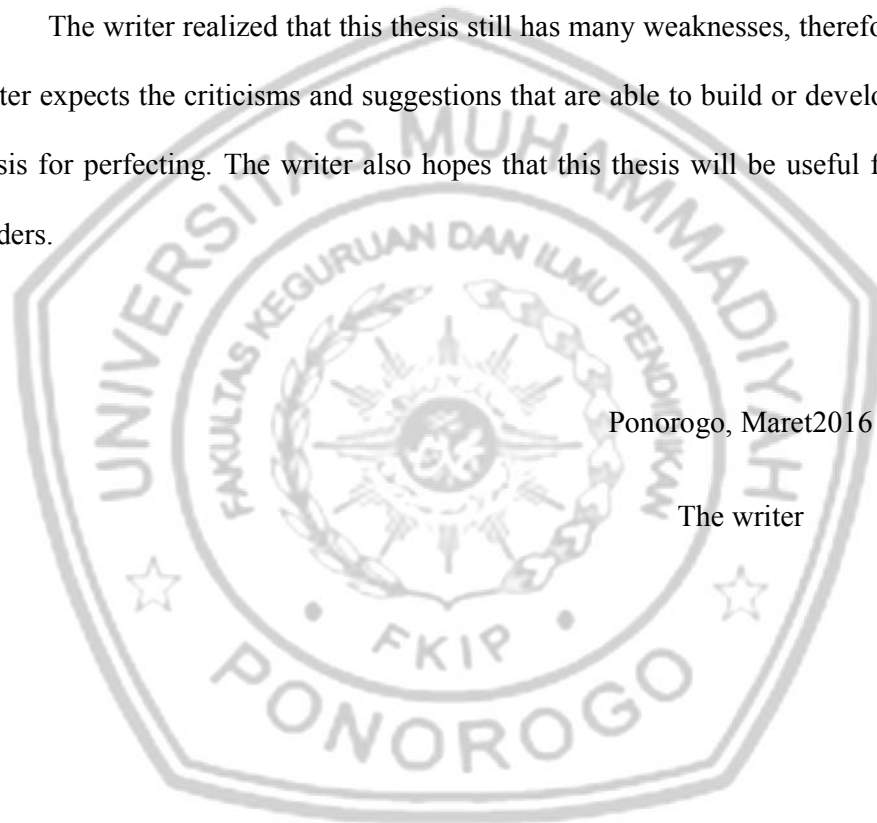 The writer realized that this thesis still has many weaknesses, therefo
ter expects the criticisms and suggestions that are able to build or develo
sis for perfecting. The writer also hopes that this thesis will be useful f
ders.
UNIVERSITAS MUHAMMADIYAH
FAKULTAS KEGURUAN DAN ILMU PENDIDIKAN
Ponorogo, Maret2016
The writer
FKIP
PONOROGO